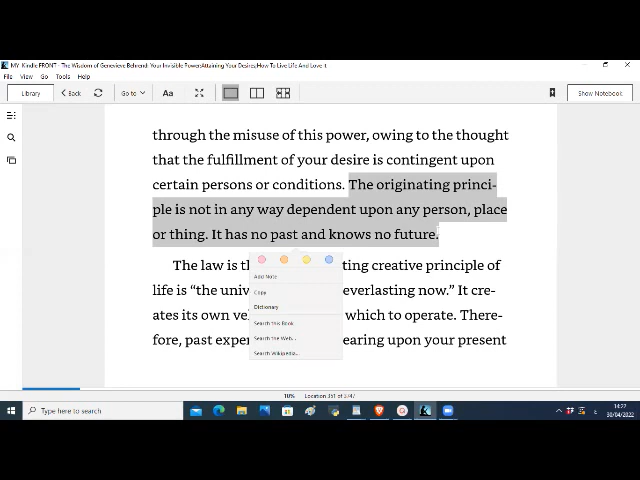 MY Kindle FRONT - The Wisdom of Genevieve Behrend: Your Invisible Power;Attaining Your Desires;How To Live Life And Love It
File View Go Tools Help
Library Back Go to Aa Show Notebook
through the misuse of this power, owing to the thought
that the fulfillment of your desire is contingent upon
certain persons or conditions. The originating princi-
ple is not in any way dependent upon any person, place
or thing. It has no past and knows no future.
The law is th ting creative principle of
Add Note
life is “the univ everlasting now.” It cre-
Copy
Dictionary
ates its own ve which to operate. There-
Search this Book
Search the Web...
fore, past expe earing upon your present
Search Wikipedia...
10% Location 351 of 3747
Type here to search
14:22
30/04/2022